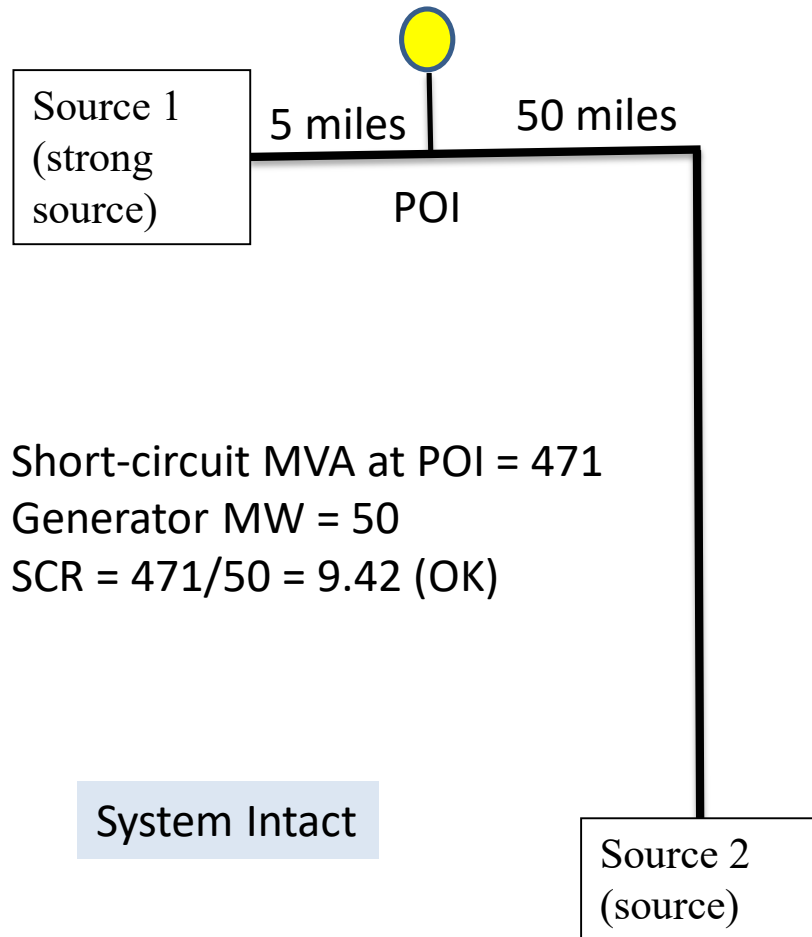 Source 1
(strong
source)
5 miles
50 miles
POI
Short-circuit MVA at POI = 471
Generator MW = 50
SCR = 471/50 = 9.42 (OK)
System Intact
Source 2
(source)